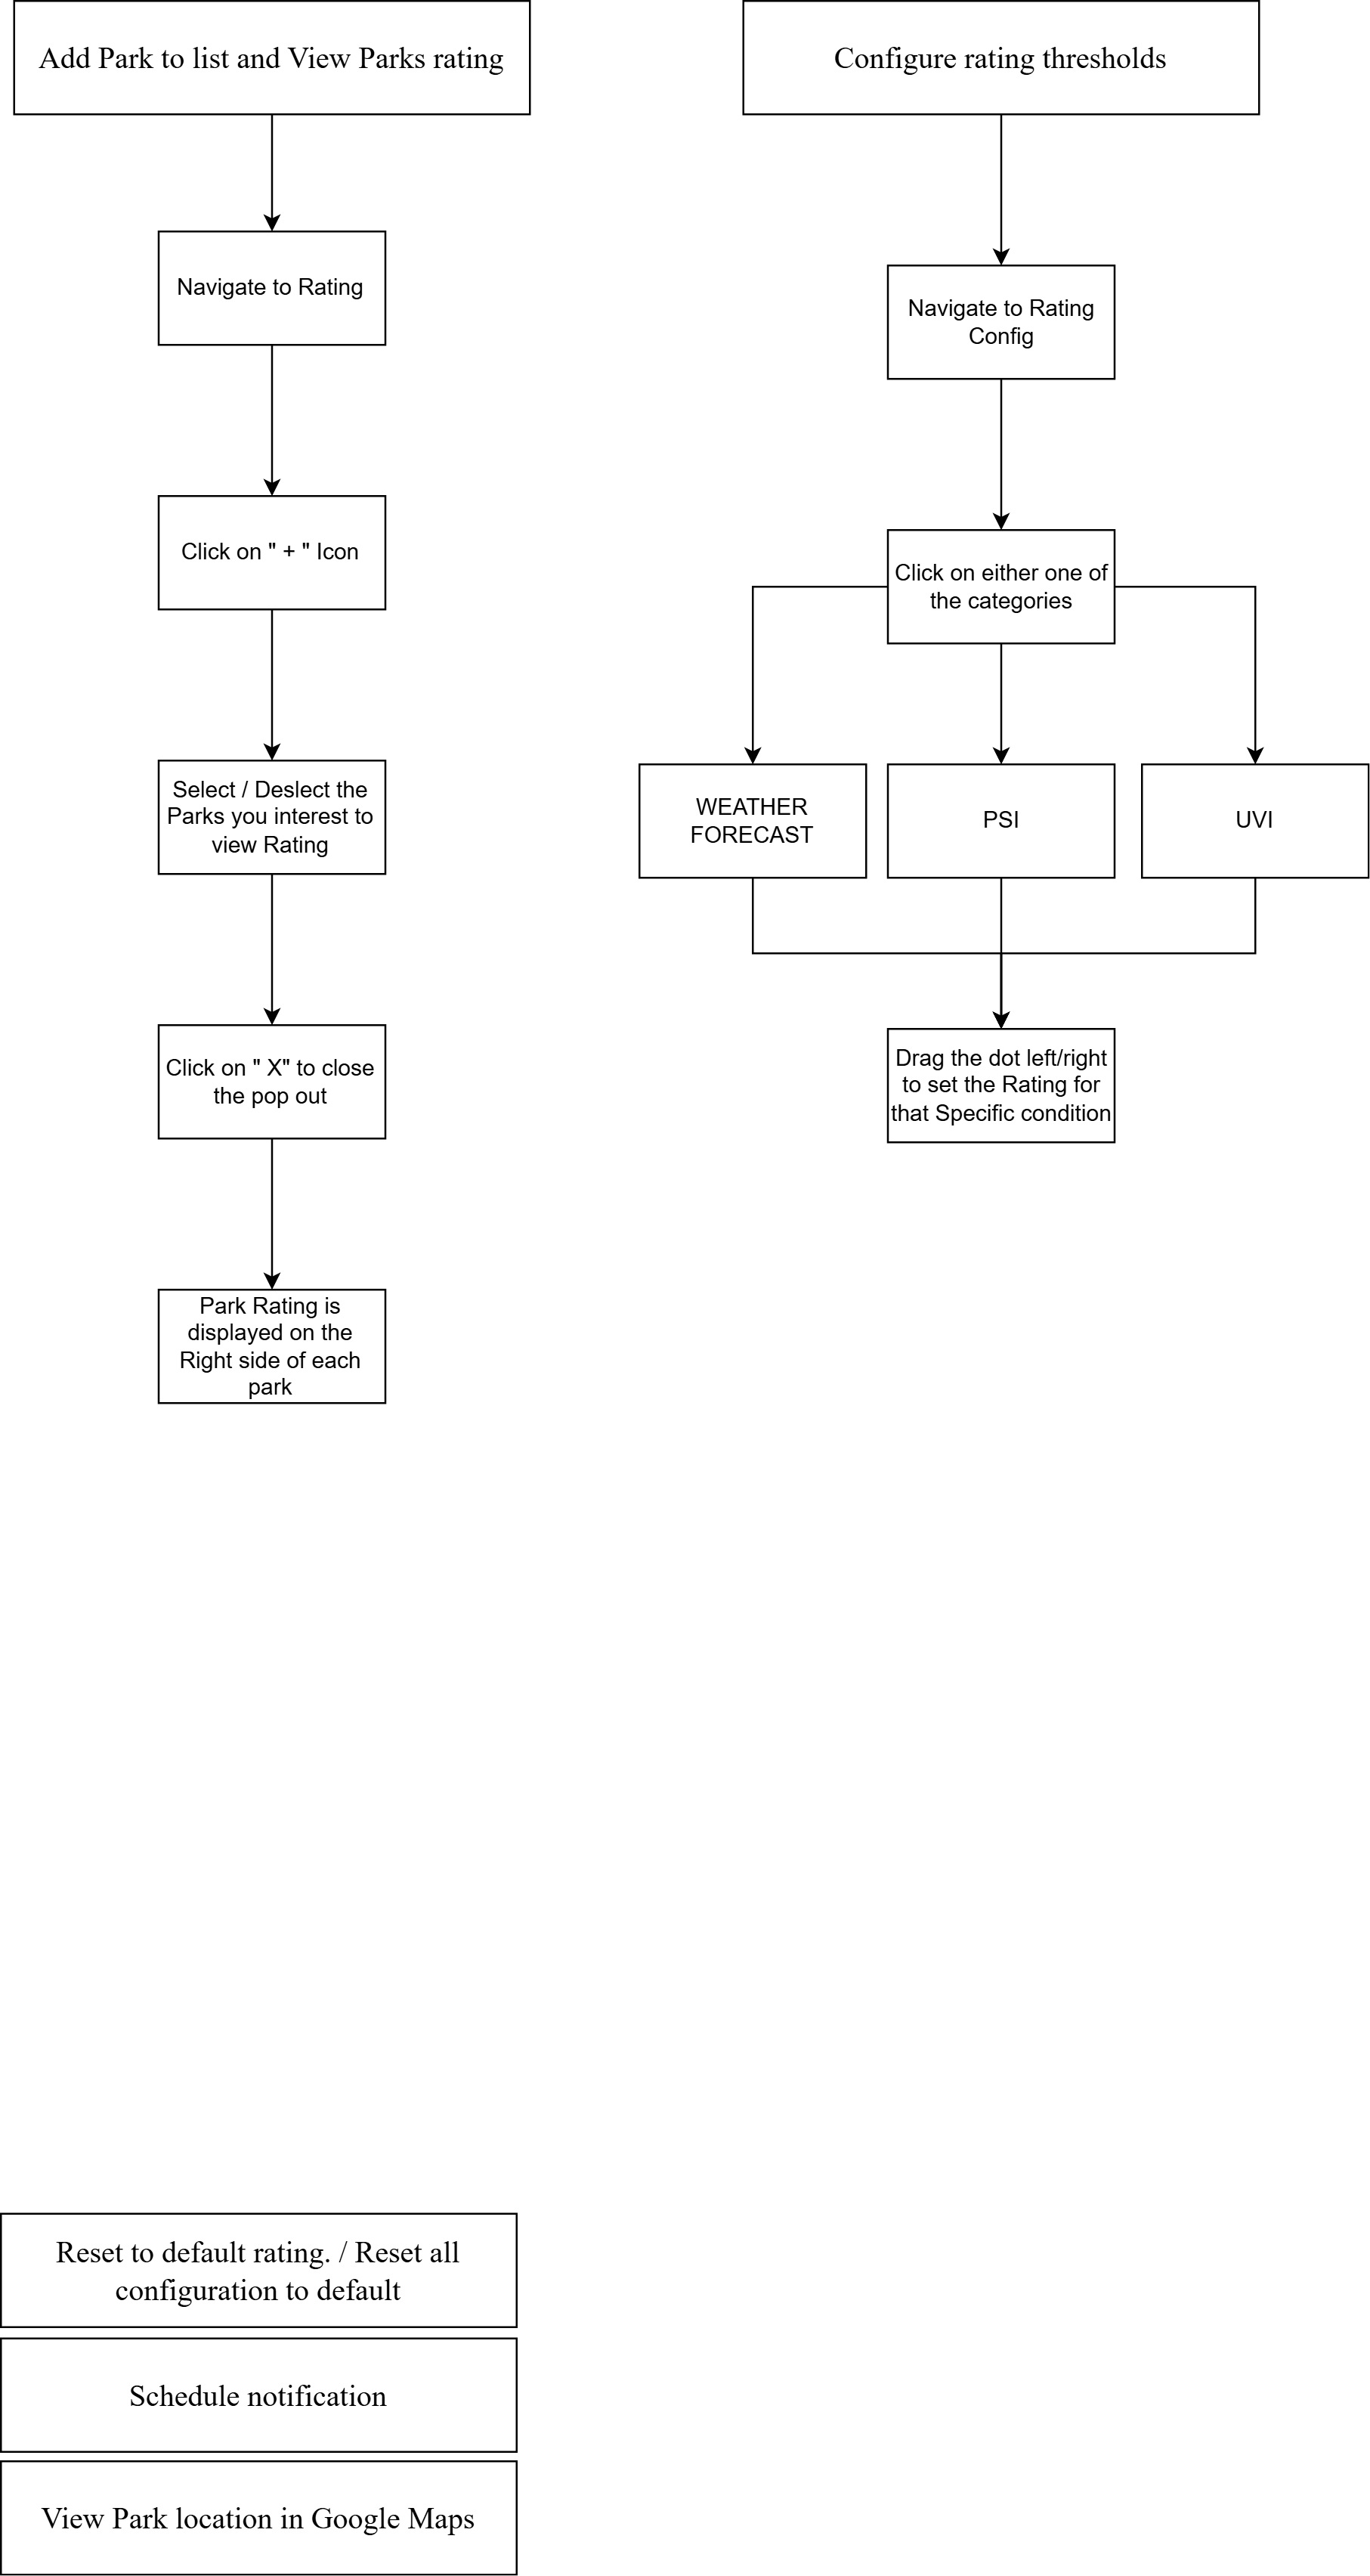 Add Park to list and View Parks rating
Navigate to Rating
Click on " + " Icon
Select / Deslect the
Parks you interest to
view Rating
Click on " X" to close
the pop out
Park Rating is
displayed on the
Right side of each
park
Configure rating thresholds
Navigate to Rating
Config
Click on either one of
the categories
WEATHER
FORECAST
PSI
UVI
Drag the dot left/right
to set the Rating for
that Specific condition
Reset to default rating. / Reset all
configuration to default
Schedule notification
View Park location in Google Maps